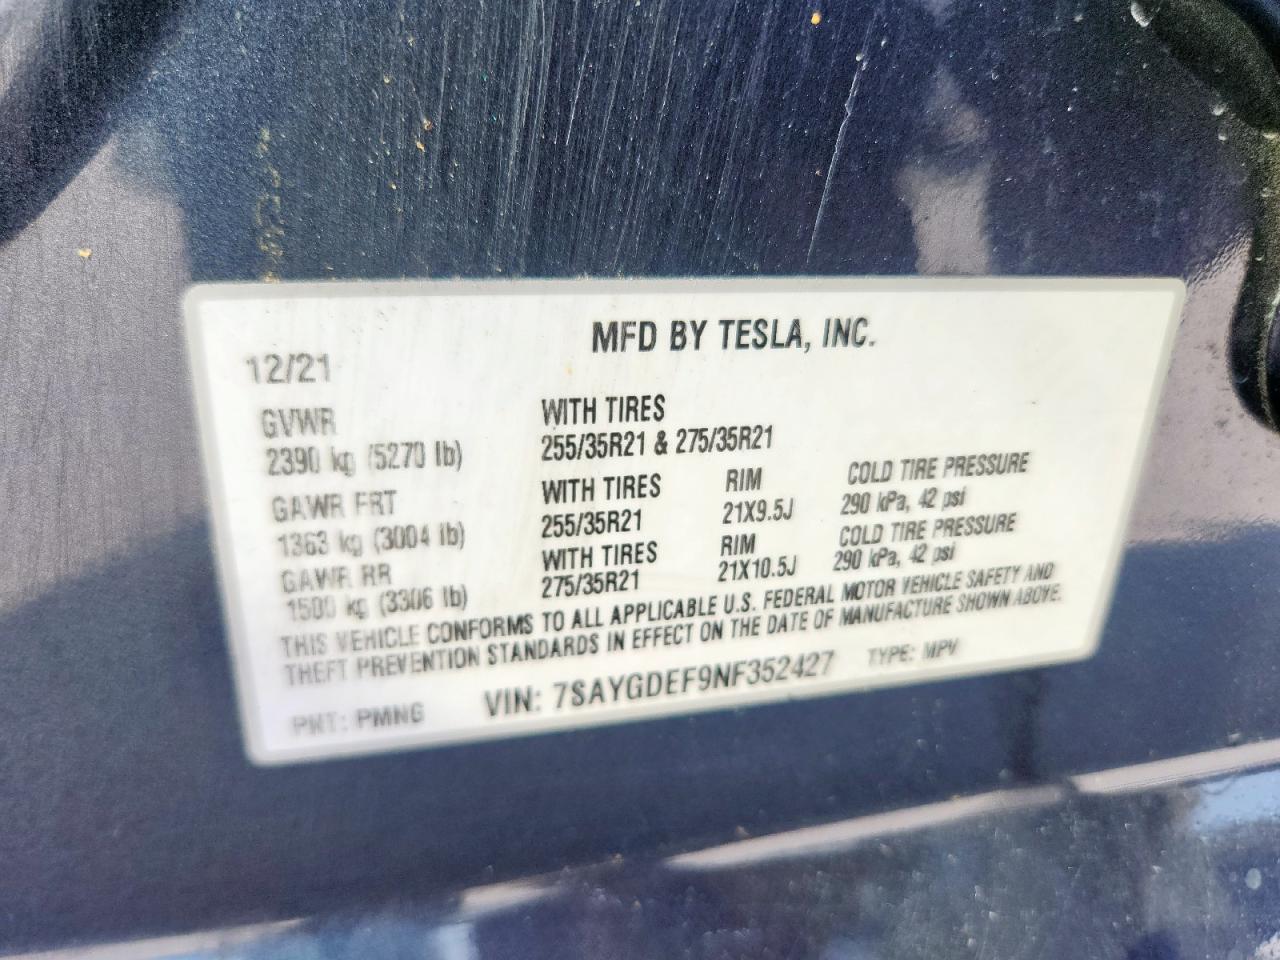 MFD BY TESLA, INC.
12/21
GVWR WITH TIRES
2390 kg (5270 lb) 255/35R21 & 275/35R21
GAWR FRT WITH TIRES RIM COLD TIRE PRESSURE
1363 kg (3004 lb) 255/35R21 21X9.5J 290 kPa, 42 psi
GAWR RR WITH TIRES RIM COLD TIRE PRESSURE
1500 kg (3306 lb) 275/35R21 21X10.5J 290 kPa, 42 psi
THIS VEHICLE CONFORMS TO ALL APPLICABLE U.S. FEDERAL MOTOR VEHICLE SAFETY AND
THEFT PREVENTION STANDARDS IN EFFECT ON THE DATE OF MANUFACTURE SHOWN ABOVE.
PNT: PMNG VIN: 7SAYGDEF9NF352427 TYPE: MPV